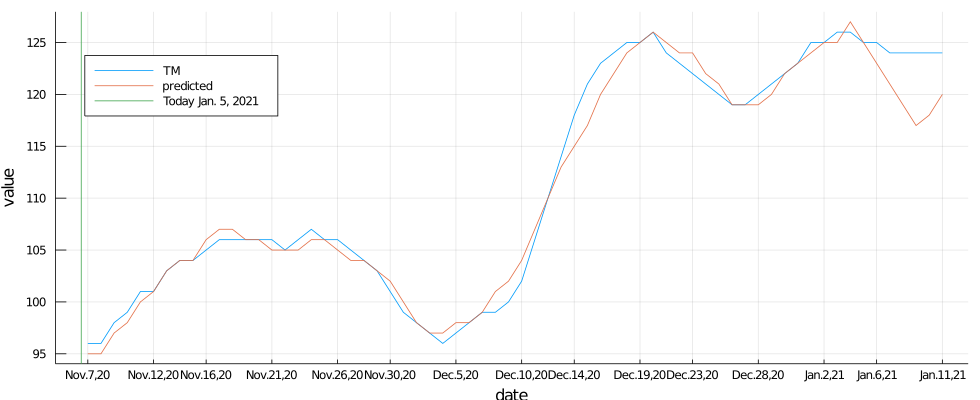 125
120
115
110
105
100
95
value
TM
predicted
Today Jan. 5, 2021
Nov.7,20 Nov.12,20 Nov.16,20 Nov.21,20 Nov.26,20 Nov.30,20 Dec.5,20 Dec.10,20 Dec.14,20 Dec.19,20 Dec.23,20 Dec.28,20 Jan.2,21 Jan.6,21 Jan.11,21
date